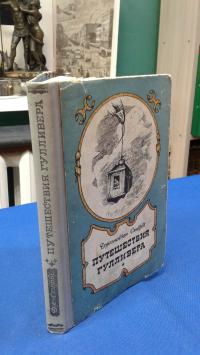 ПУТЕШЕСТВИЯ ГУЛЛИВЕРА
Джонатан Свифт
ПУТЕШЕСТВИЯ
ГУЛЛИВЕРА